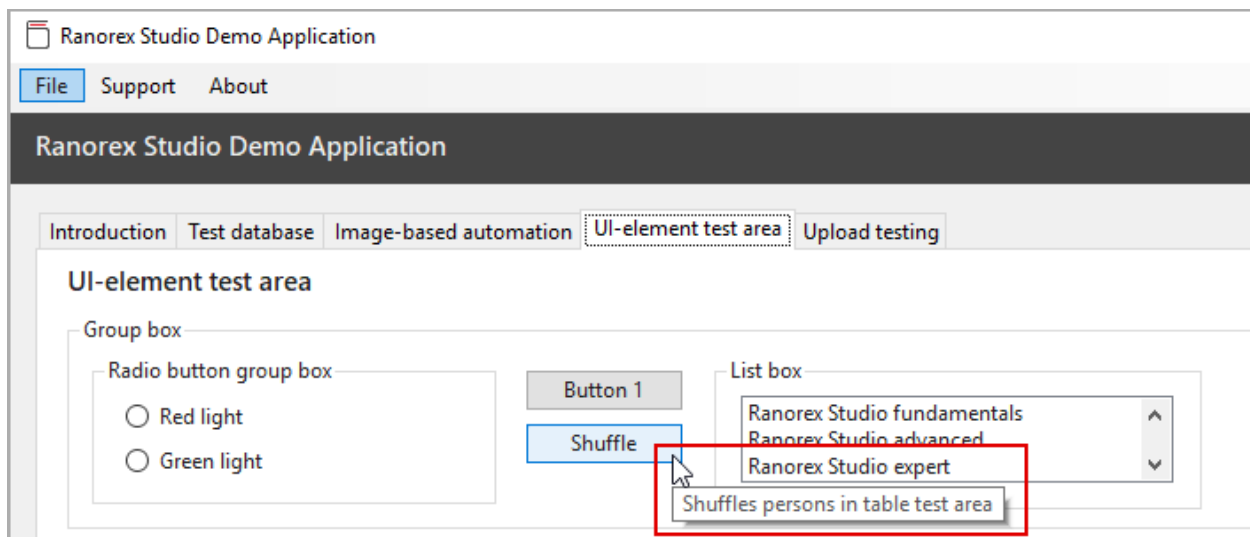 Ranorex Studio Demo Application
File Support About
Ranorex Studio Demo Application
Introduction Test database Image-based automation UI-element test area Upload testing
UI-element test area
Group box
Radio button group box
Red light
Green light
Button 1
Shuffle
List box
Ranorex Studio fundamentals
Ranorex Studio advanced
Ranorex Studio expert
Shuffles persons in table test area